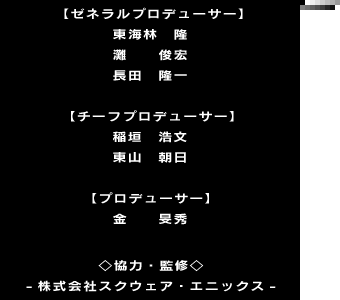 【ゼネラルプロデューサー】
東海林　隆
灘　　俊宏
長田　隆一
【チーフプロデューサー】
稲垣　浩文
東山　朝日
【プロデューサー】
金　　旻秀
◇協力・監修◇
－株式会社スクウェア・エニックス－